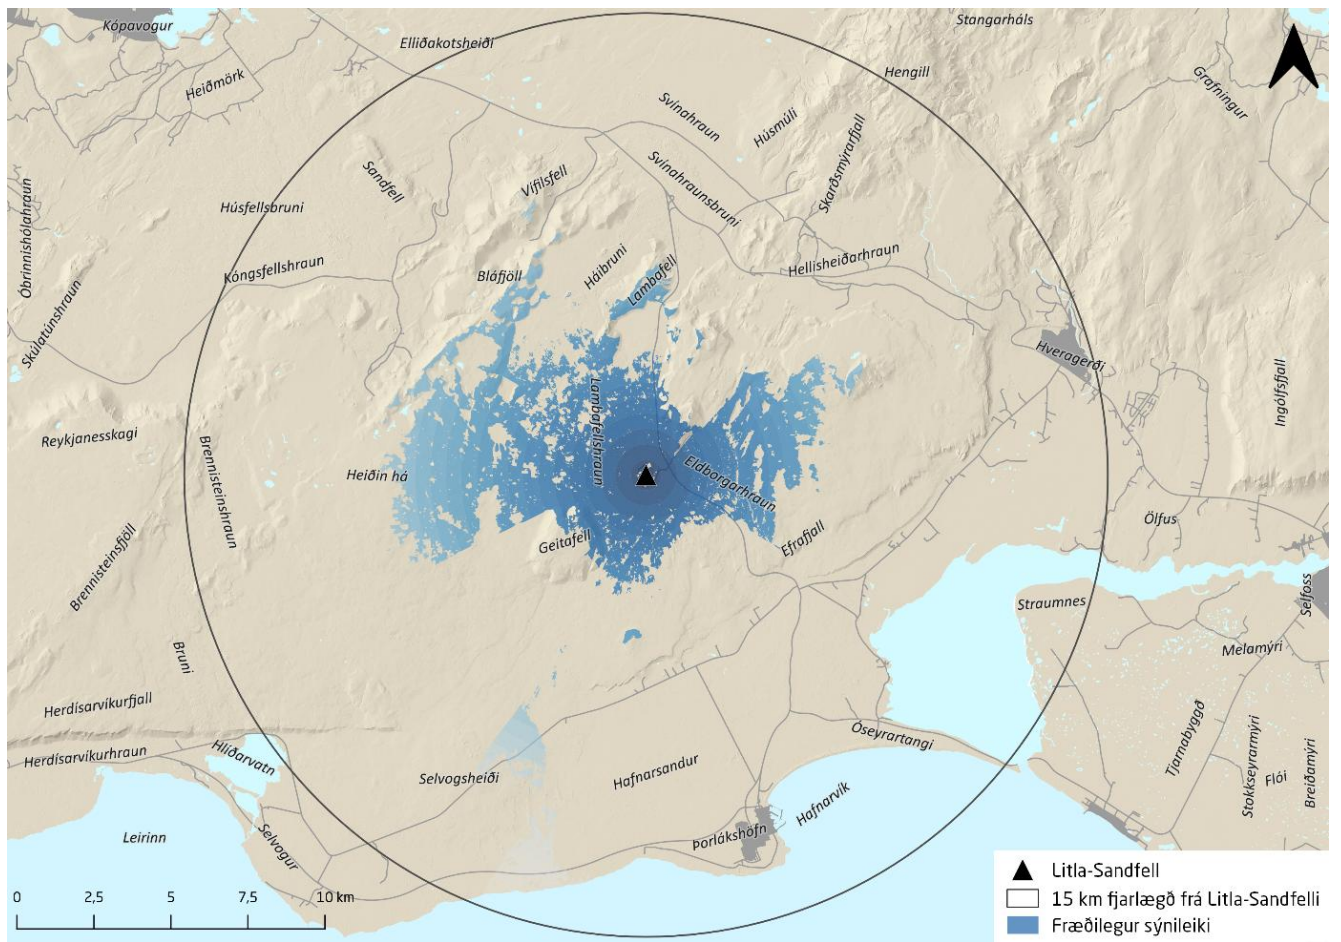 Kópavogur
Stangarháls
Elliðakotsheiði
Hengill
Heiðmörk
Grafningur
Svínahraun
Húsmúli
Skarðsmýrarfjall
Sandfell
Vífilsfell
Svínahraunsbruni
Óbrinnishólahraun
Húsfellsbruni
Kóngsfellshraun
Bláfjöll
Háibruni
Lambafell
Hellisheiðarhraun
Skúlatúnshraun
Hveragerði
Ingólfsfjall
Reykjanesskagi
Brennisteinshraun
Heiðin há
Lambafellshraun
Eldborgarhraun
Geitafell
Efrafjall
Ölfus
Brennisteinsfjöll
Straumnes
Selfoss
Bruni
Melamýri
Herdísarvíkurfjall
Herdísarvíkurhraun
Hlíðarvatn
Selvogsheiði
Hafnarsandur
Óseyrartangi
Tjarnabyggð
Stokkseyrarmýri
Flói
Breiðamýri
Leirinn
Selvogur
Þorlákshöfn
Hafnarvík
0 2,5 5 7,5 10 km
Litla-Sandfell
15 km fjarlægð frá Litla-Sandfelli
Fræðilegur sýnileiki